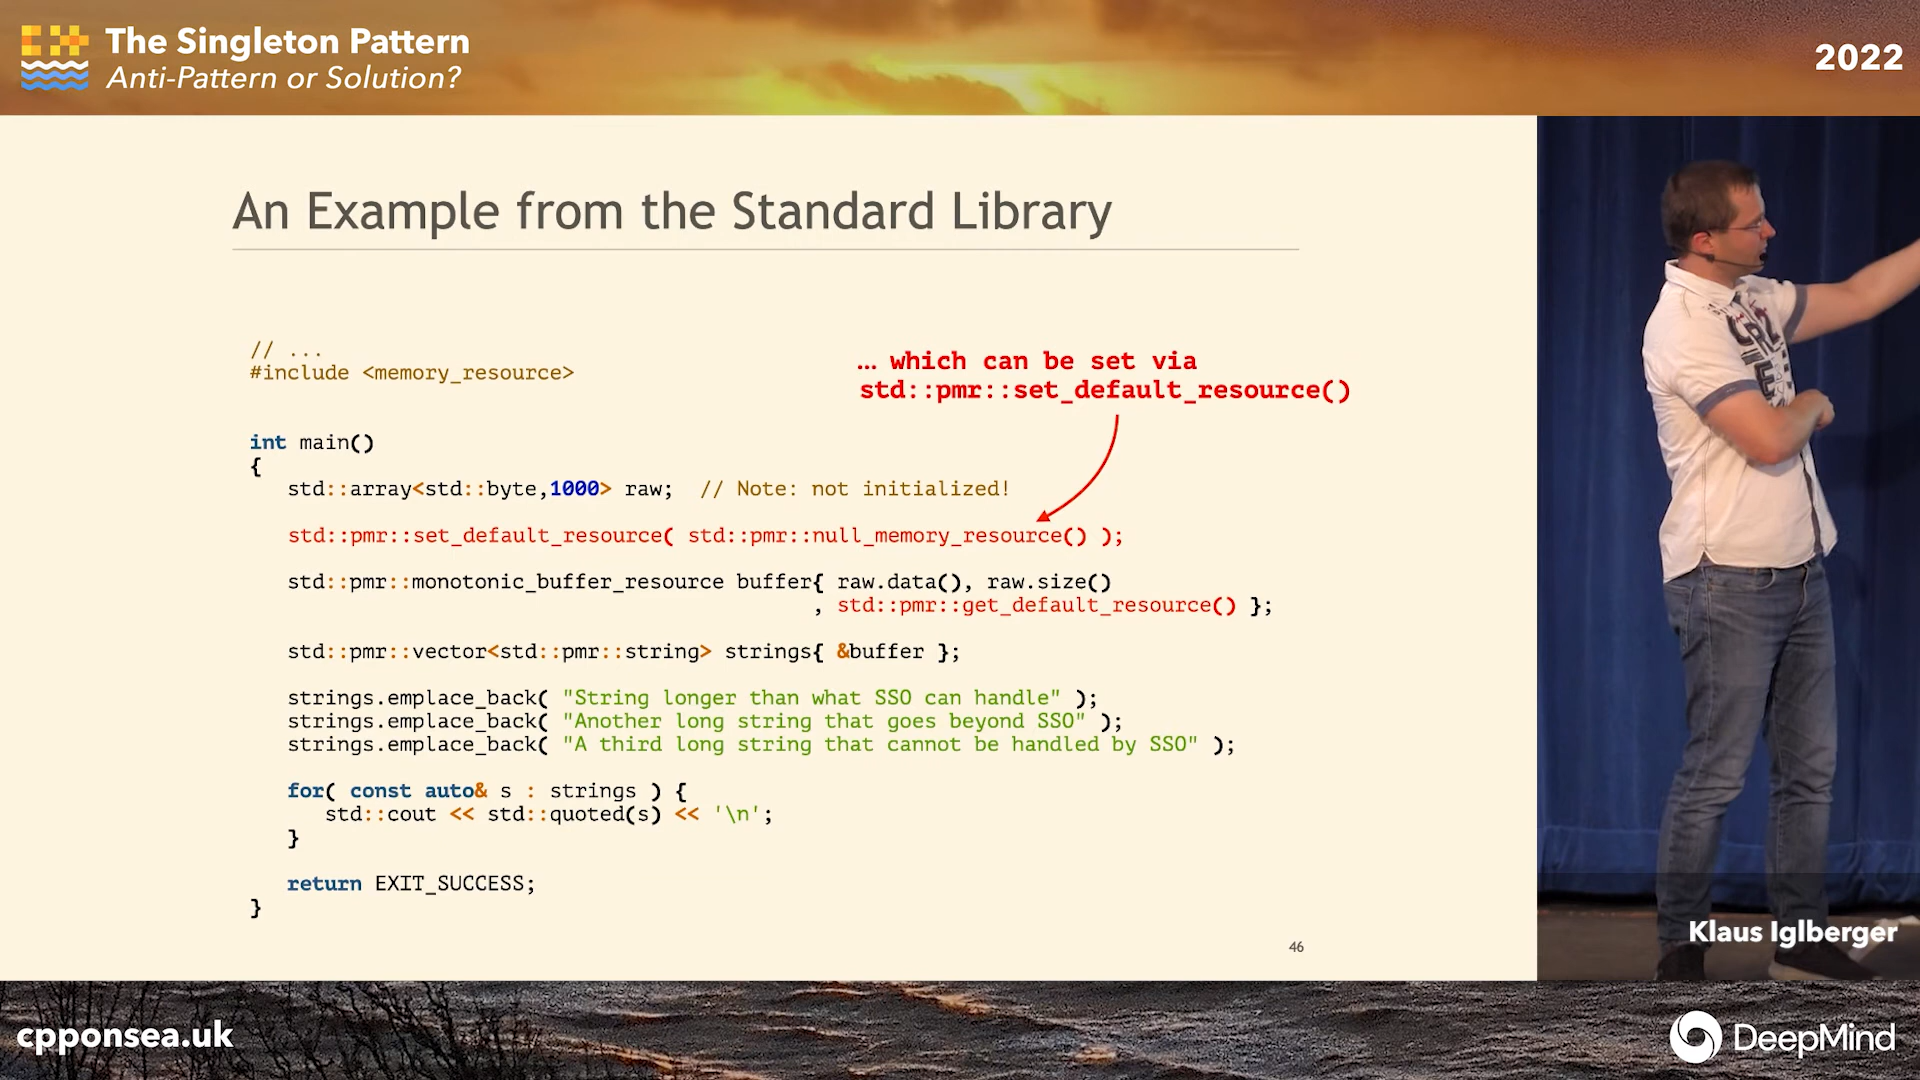 The Singleton Pattern
Anti-Pattern or Solution?
2022
An Example from the Standard Library
// ...
#include <memory_resource>
... which can be set via
std::pmr::set_default_resource()
int main()
{
   std::array<std::byte,1000> raw;  // Note: not initialized!
   std::pmr::set_default_resource( std::pmr::null_memory_resource() );
   std::pmr::monotonic_buffer_resource buffer{ raw.data(), raw.size()
                                             , std::pmr::get_default_resource() };
   std::pmr::vector<std::pmr::string> strings{ &buffer };
   strings.emplace_back( "String longer than what SSO can handle" );
   strings.emplace_back( "Another long string that goes beyond SSO" );
   strings.emplace_back( "A third long string that cannot be handled by SSO" );
   for( const auto& s : strings ) {
      std::cout << std::quoted(s) << '\n';
   }
   return EXIT_SUCCESS;
}
46
Klaus Iglberger
cpponsea.uk
DeepMind